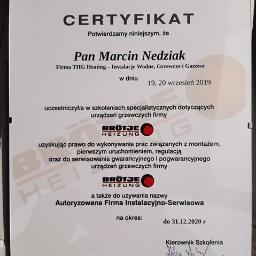 CERTYFIKAT
Potwierdzamy niniejszym, że
Pan Marcin Nedziak
Firma THG Heating – Instalacje Wodne, Grzewcze i Gazowe
w dniu
19, 20 wrzesień 2019
uczestniczył/a w szkoleniach specjalistycznych dotyczących
urządzeń grzewczych firmy
BRÖTJE
HEIZUNG
uzyskując prawo do wykonywania prac związanych z montażem,
pierwszym uruchomieniem, regulacją
oraz do serwisowania gwarancyjnego i pogwarancyjnego
urządzeń grzewczych firmy
BRÖTJE
HEIZUNG
a także do używania nazwy
Autoryzowana Firma Instalacyjno-Serwisowa
na okres: do 31.12.2020 r
Kierownik Szkolenia